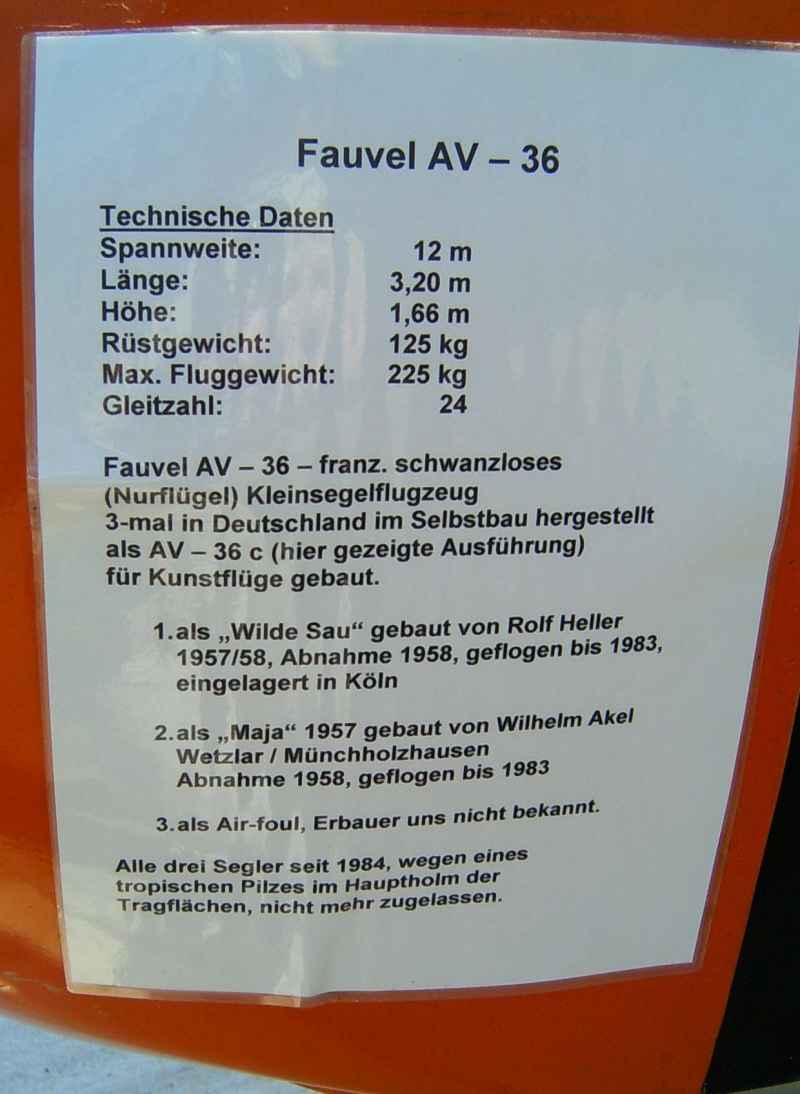 Fauvel AV – 36
Technische Daten
Spannweite: 12 m
Länge: 3,20 m
Höhe: 1,66 m
Rüstgewicht: 125 kg
Max. Fluggewicht: 225 kg
Gleitzahl: 24
Fauvel AV – 36 – franz. schwanzloses
(Nurflügel) Kleinsegelflugzeug
3-mal in Deutschland im Selbstbau hergestellt
als AV – 36 c (hier gezeigte Ausführung)
für Kunstflüge gebaut.
1. als „Wilde Sau“ gebaut von Rolf Heller
1957/58, Abnahme 1958, geflogen bis 1983,
eingelagert in Köln
2. als „Maja“ 1957 gebaut von Wilhelm Akel
Wetzlar / Münchholzhausen
Abnahme 1958, geflogen bis 1983
3. als Air-foul, Erbauer uns nicht bekannt.
Alle drei Segler seit 1984, wegen eines
tropischen Pilzes im Hauptholm der
Tragflächen, nicht mehr zugelassen.